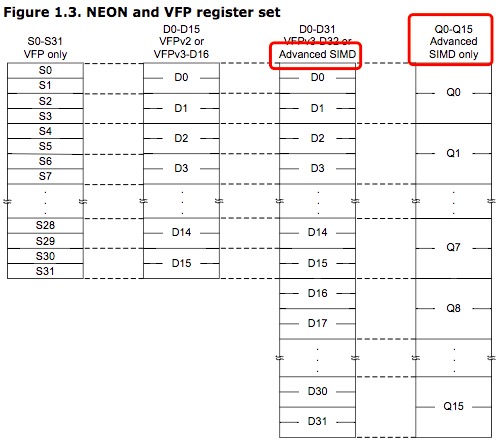 Figure 1.3. NEON and VFP register set
S0-S31
VFP only
D0-D15
VFPv2 or
VFPv3-D16
D0-D31
VFPv3-D32 or
Advanced SIMD
Q0-Q15
Advanced
SIMD only
S0
S1
S2
S3
S4
S5
S6
S7
. . .
S28
S29
S30
S31
D0
D1
D2
D3
. . .
D14
D15
D0
D1
D2
D3
. . .
D14
D15
D16
D17
. . .
D30
D31
Q0
Q1
. . .
Q7
Q8
. . .
Q15